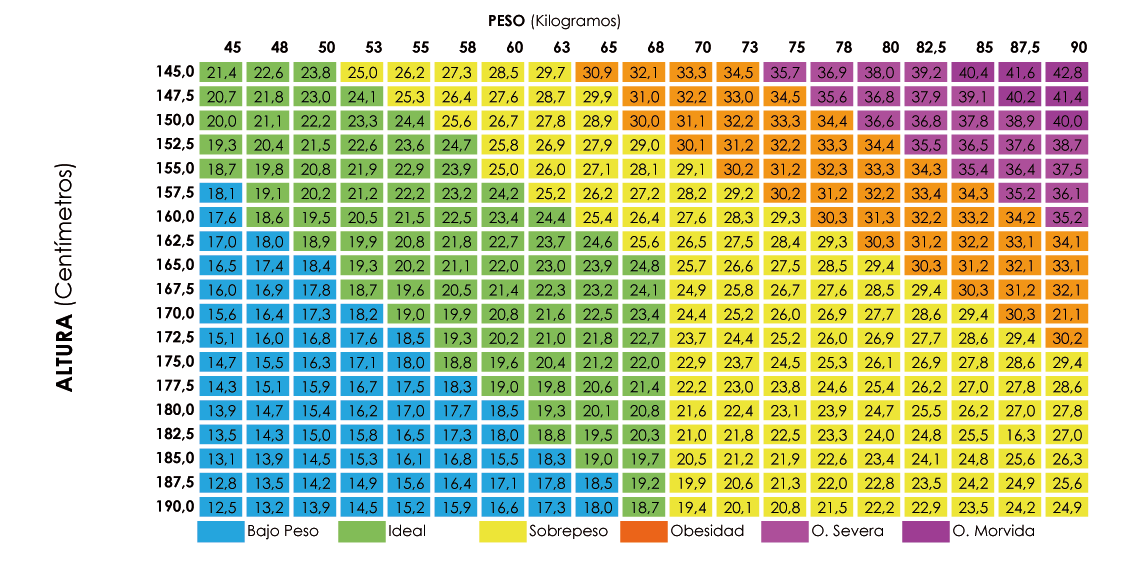 PESO (Kilogramos)
45 48 50 53 55 58 60 63 65 68 70 73 75 78 80 82,5 85 87,5 90
145,0 21,4 22,6 23,8 25,0 26,2 27,3 28,5 29,7 30,9 32,1 33,3 34,5 35,7 36,9 38,0 39,2 40,4 41,6 42,8
147,5 20,7 21,8 23,0 24,1 25,3 26,4 27,6 28,7 29,9 31,0 32,2 33,0 34,5 35,6 36,8 37,9 39,1 40,2 41,4
150,0 20,0 21,1 22,2 23,3 24,4 25,6 26,7 27,8 28,9 30,0 31,1 32,2 33,3 34,4 36,6 36,8 37,8 38,9 40,0
152,5 19,3 20,4 21,5 22,6 23,6 24,7 25,8 26,9 27,9 29,0 30,1 31,2 32,2 33,3 34,4 35,5 36,5 37,6 38,7
155,0 18,7 19,8 20,8 21,9 22,9 23,9 25,0 26,0 27,1 28,1 29,1 30,2 31,2 32,3 33,3 34,3 35,4 36,4 37,5
157,5 18,1 19,1 20,2 21,2 22,2 23,2 24,2 25,2 26,2 27,2 28,2 29,2 30,2 31,2 32,2 33,4 34,3 35,2 36,1
160,0 17,6 18,6 19,5 20,5 21,5 22,5 23,4 24,4 25,4 26,4 27,6 28,3 29,3 30,3 31,3 32,2 33,2 34,2 35,2
162,5 17,0 18,0 18,9 19,9 20,8 21,8 22,7 23,7 24,6 25,6 26,5 27,5 28,4 29,3 30,3 31,2 32,2 33,1 34,1
165,0 16,5 17,4 18,4 19,3 20,2 21,1 22,0 23,0 23,9 24,8 25,7 26,6 27,5 28,5 29,4 30,3 31,2 32,1 33,1
167,5 16,0 16,9 17,8 18,7 19,6 20,5 21,4 22,3 23,2 24,1 24,9 25,8 26,7 27,6 28,5 29,4 30,3 31,2 32,1
170,0 15,6 16,4 17,3 18,2 19,0 19,9 20,8 21,6 22,5 23,4 24,4 25,2 26,0 26,9 27,7 28,6 29,4 30,3 21,1
172,5 15,1 16,0 16,8 17,6 18,5 19,3 20,2 21,0 21,8 22,7 23,7 24,4 25,2 26,0 26,9 27,7 28,6 29,4 30,2
175,0 14,7 15,5 16,3 17,1 18,0 18,8 19,6 20,4 21,2 22,0 22,9 23,7 24,5 25,3 26,1 26,9 27,8 28,6 29,4
177,5 14,3 15,1 15,9 16,7 17,5 18,3 19,0 19,8 20,6 21,4 22,2 23,0 23,8 24,6 25,4 26,2 27,0 27,8 28,6
180,0 13,9 14,7 15,4 16,2 17,0 17,7 18,5 19,3 20,1 20,8 21,6 22,4 23,1 23,9 24,7 25,5 26,2 27,0 27,8
182,5 13,5 14,3 15,0 15,8 16,5 17,3 18,0 18,8 19,5 20,3 21,0 21,8 22,5 23,3 24,0 24,8 25,5 16,3 27,0
185,0 13,1 13,9 14,5 15,3 16,1 16,8 15,5 18,3 19,0 19,7 20,5 21,2 21,9 22,6 23,4 24,1 24,8 25,6 26,3
187,5 12,8 13,5 14,2 14,9 15,6 16,4 17,1 17,8 18,5 19,2 19,9 20,6 21,3 22,0 22,8 23,5 24,2 24,9 25,6
190,0 12,5 13,2 13,9 14,5 15,2 15,9 16,6 17,3 18,0 18,7 19,4 20,1 20,8 21,5 22,2 22,9 23,5 24,2 24,9
ALTURA (Centímetros)
Bajo Peso Ideal Sobrepeso Obesidad O. Severa O. Morvida